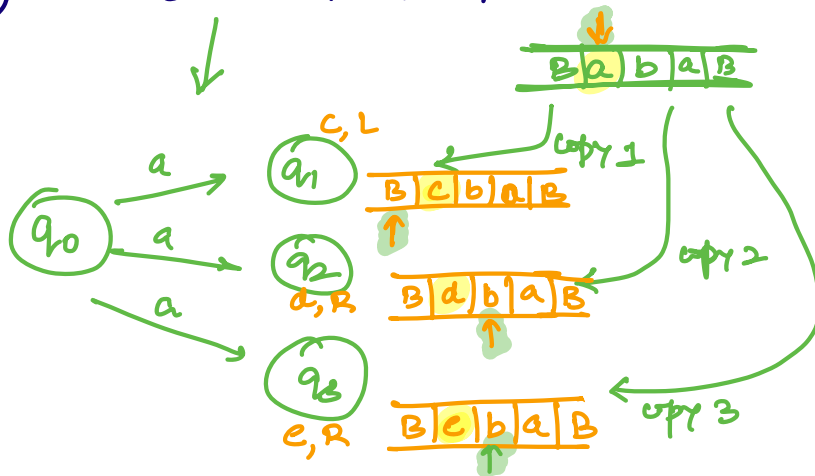 B a b a B
c, L
copy 1
a
q1
B c b a B
q0
a
q2
copy 2
d, R
B d b a B
a
q3
copy 3
e, R
B e b a B